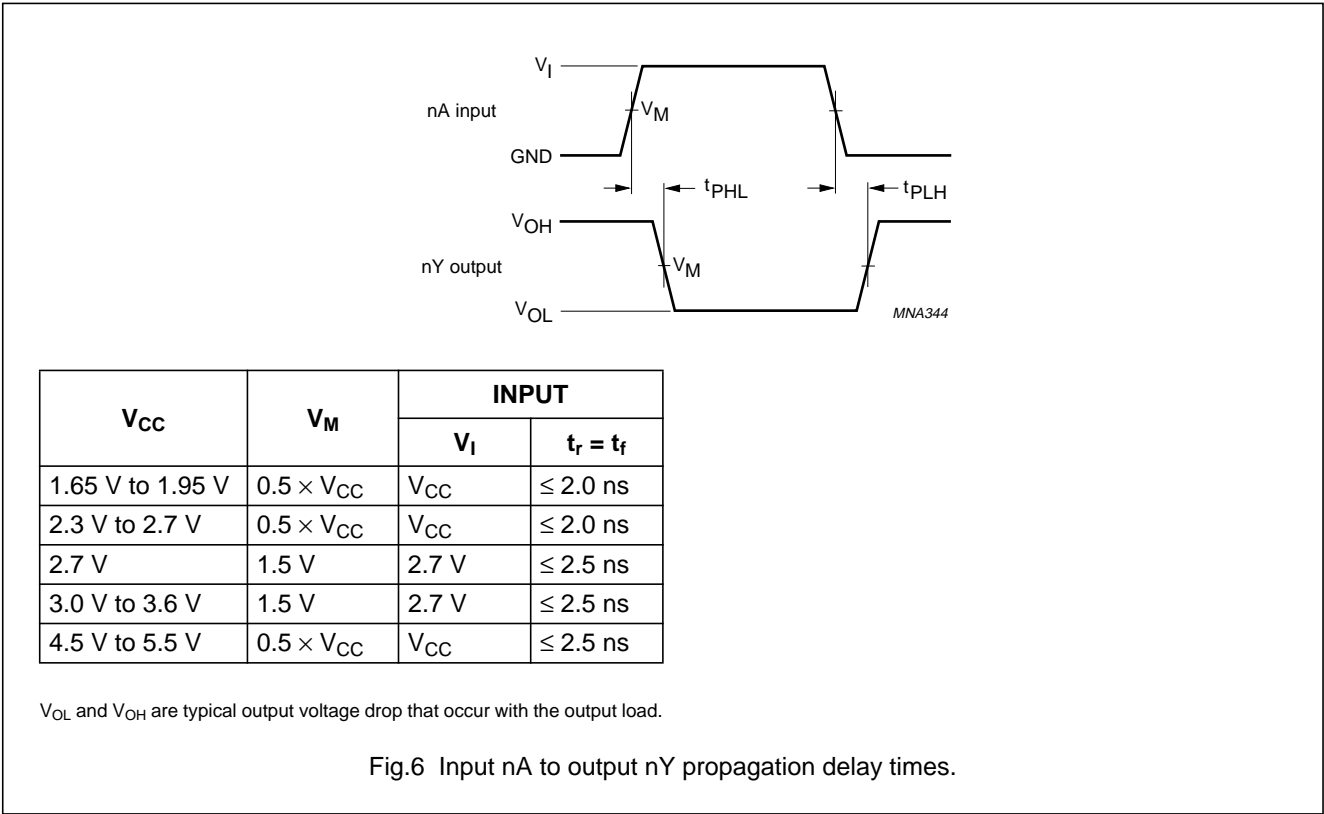 V_I
nA input
V_M
GND
t_PHL
t_PLH
V_OH
nY output
V_M
V_OL
MNA344
V_CC V_M INPUT
V_I t_r = t_f
1.65 V to 1.95 V 0.5 × V_CC V_CC ≤ 2.0 ns
2.3 V to 2.7 V 0.5 × V_CC V_CC ≤ 2.0 ns
2.7 V 1.5 V 2.7 V ≤ 2.5 ns
3.0 V to 3.6 V 1.5 V 2.7 V ≤ 2.5 ns
4.5 V to 5.5 V 0.5 × V_CC V_CC ≤ 2.5 ns
V_OL and V_OH are typical output voltage drop that occur with the output load.
Fig.6 Input nA to output nY propagation delay times.